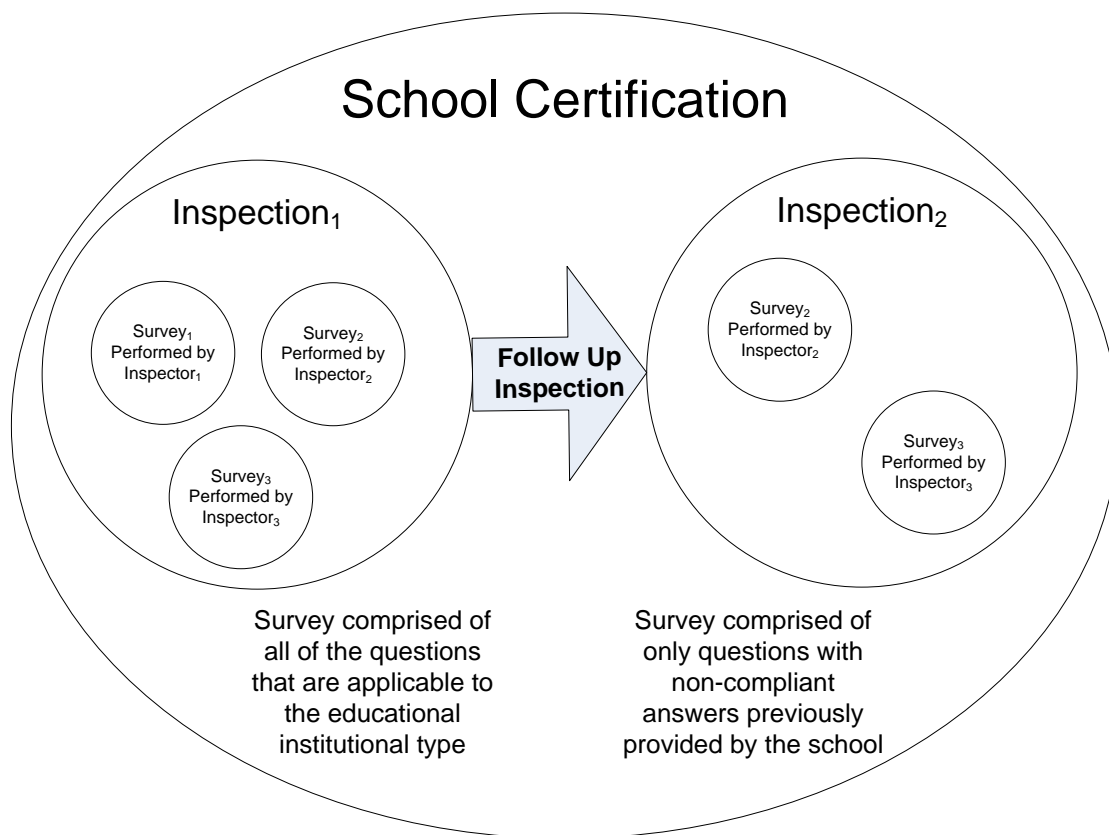 School Certification
Inspection₁
Survey₁
Performed by
Inspector₁
Survey₂
Performed by
Inspector₂
Survey₃
Performed by
Inspector₃
Follow Up
Inspection
Inspection₂
Survey₂
Performed by
Inspector₂
Survey₃
Performed by
Inspector₃
Survey comprised of
all of the questions
that are applicable to
the educational
institutional type
Survey comprised of
only questions with
non-compliant
answers previously
provided by the school